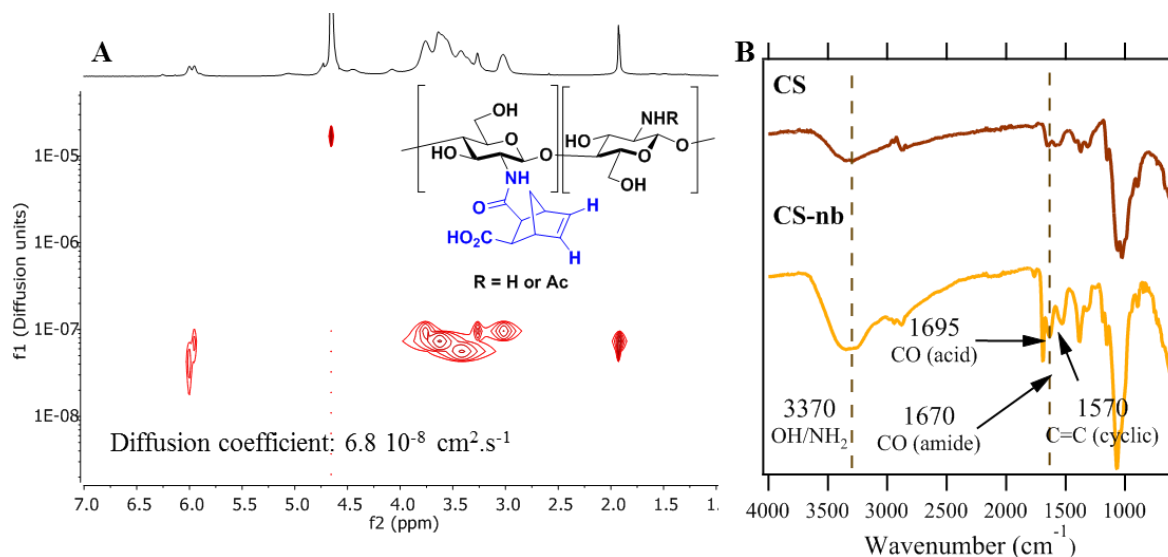 A
OH
HO
O
O
NH
O
HO₂C
H
H
NHR
HO
O
O
OH
R = H or Ac
1E-05
1E-06
1E-07
1E-08
f1 (Diffusion units)
Diffusion coefficient: 6.8 10⁻⁸ cm².s⁻¹
7.0 6.5 6.0 5.5 5.0 4.5 4.0 3.5 3.0 2.5 2.0 1.5 1.0
f2 (ppm)
B
CS
CS-nb
1695
CO (acid)
3370
OH/NH₂
1670
CO (amide)
1570
C=C (cyclic)
4000 3500 3000 2500 2000 1500 1000
Wavenumber (cm⁻¹)